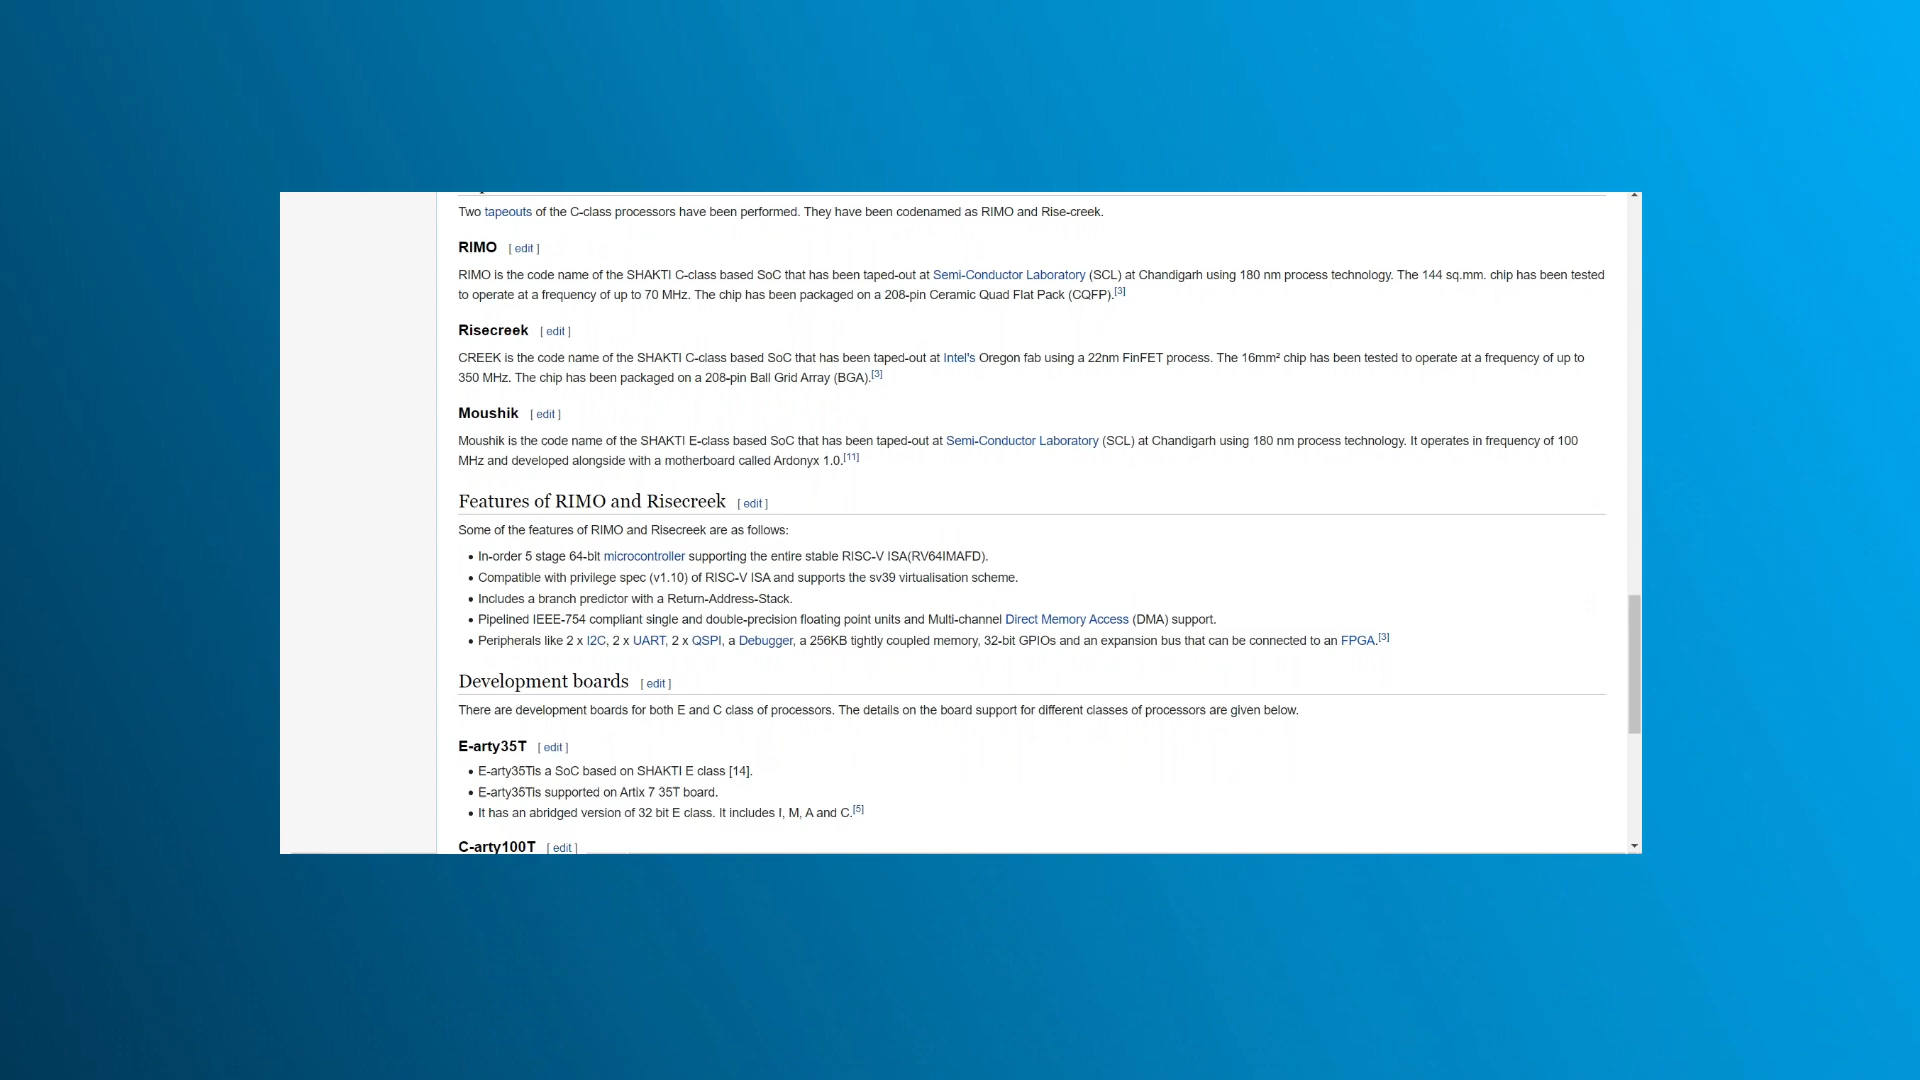 Two tapeouts of the C-class processors have been performed. They have been codenamed as RIMO and Rise-creek.
RIMO [ edit ]
RIMO is the code name of the SHAKTI C-class based SoC that has been taped-out at Semi-Conductor Laboratory (SCL) at Chandigarh using 180 nm process technology. The 144 sq.mm. chip has been tested
to operate at a frequency of up to 70 MHz. The chip has been packaged on a 208-pin Ceramic Quad Flat Pack (CQFP).[3]
Risecreek [ edit ]
CREEK is the code name of the SHAKTI C-class based SoC that has been taped-out at Intel's Oregon fab using a 22nm FinFET process. The 16mm² chip has been tested to operate at a frequency of up to
350 MHz. The chip has been packaged on a 208-pin Ball Grid Array (BGA).[3]
Moushik [ edit ]
Moushik is the code name of the SHAKTI E-class based SoC that has been taped-out at Semi-Conductor Laboratory (SCL) at Chandigarh using 180 nm process technology. It operates in frequency of 100
MHz and developed alongside with a motherboard called Ardonyx 1.0.[11]
Features of RIMO and Risecreek [ edit ]
Some of the features of RIMO and Risecreek are as follows:
• In-order 5 stage 64-bit microcontroller supporting the entire stable RISC-V ISA(RV64IMAFD).
• Compatible with privilege spec (v1.10) of RISC-V ISA and supports the sv39 virtualisation scheme.
• Includes a branch predictor with a Return-Address-Stack.
• Pipelined IEEE-754 compliant single and double-precision floating point units and Multi-channel Direct Memory Access (DMA) support.
• Peripherals like 2 x I2C, 2 x UART, 2 x QSPI, a Debugger, a 256KB tightly coupled memory, 32-bit GPIOs and an expansion bus that can be connected to an FPGA.[3]
Development boards [ edit ]
There are development boards for both E and C class of processors. The details on the board support for different classes of processors are given below.
E-arty35T [ edit ]
• E-arty35Tis a SoC based on SHAKTI E class [14].
• E-arty35Tis supported on Artix 7 35T board.
• It has an abridged version of 32 bit E class. It includes I, M, A and C.[5]
C-arty100T [ edit ]